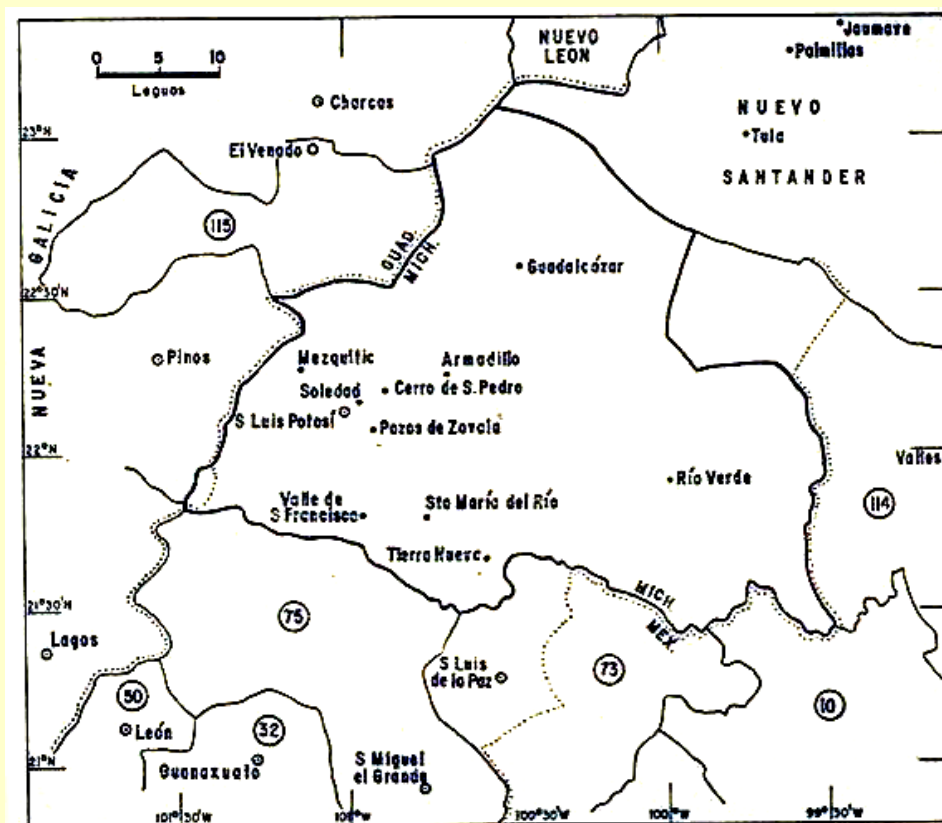 0 5 10
Leguas
NUEVO
LEON
Jaumave
Palmillas
Charcas
NUEVO
23°N
El Venado
Tula
SANTANDER
GALICIA
115
GUAD.
MICH.
Guadalcózar
22°30'N
Pinos
Mezquitic
Armadillo
NUEVA
Soledad
Cerro de S. Pedro
S Luis Potosí
Pozos de Zavala
22°N
Valles
Río Verde
114
Valle de
S Francisco
Sta María del Río
Tierra Nueva
MICH.
MEX.
21°30'N
75
Lagos
S Luis
de la Paz
73
50
10
León
32
Guanaxuato
S Miguel
el Grande
21°N
101°30'W
101°W
100°30'W
100°W
99°30'W